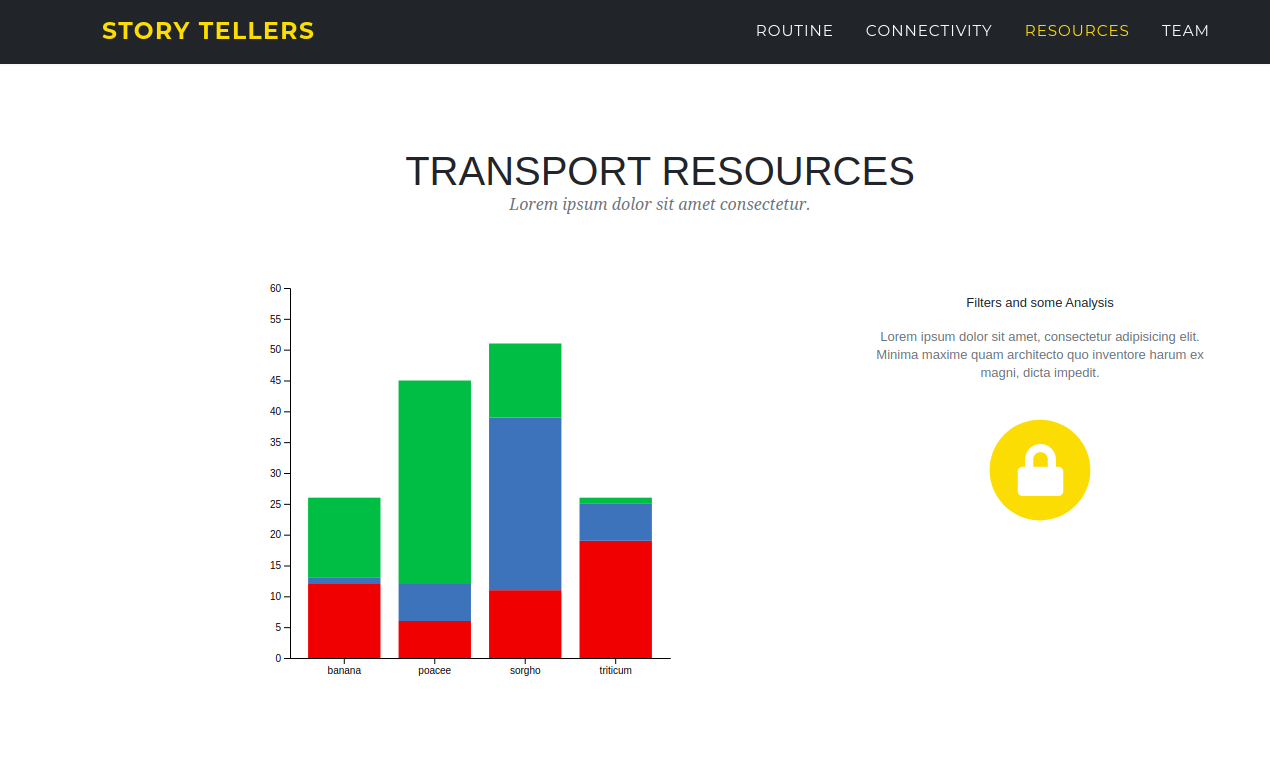 STORY TELLERS
ROUTINE CONNECTIVITY RESOURCES TEAM
TRANSPORT RESOURCES
Lorem ipsum dolor sit amet consectetur.
60
55
50
45
40
35
30
25
20
15
10
5
0
banana poacee sorgho triticum
Filters and some Analysis
Lorem ipsum dolor sit amet, consectetur adipisicing elit.
Minima maxime quam architecto quo inventore harum ex
magni, dicta impedit.